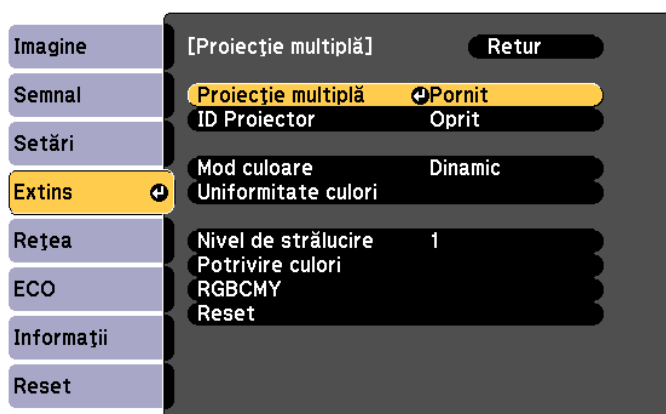 Imagine
Semnal
Setări
Extins
Reţea
ECO
Informaţii
Reset
[Proiecţie multiplă] Retur
Proiecţie multiplă Pornit
ID Proiector Oprit
Mod culoare Dinamic
Uniformitate culori
Nivel de strălucire 1
Potrivire culori
RGBCMY
Reset